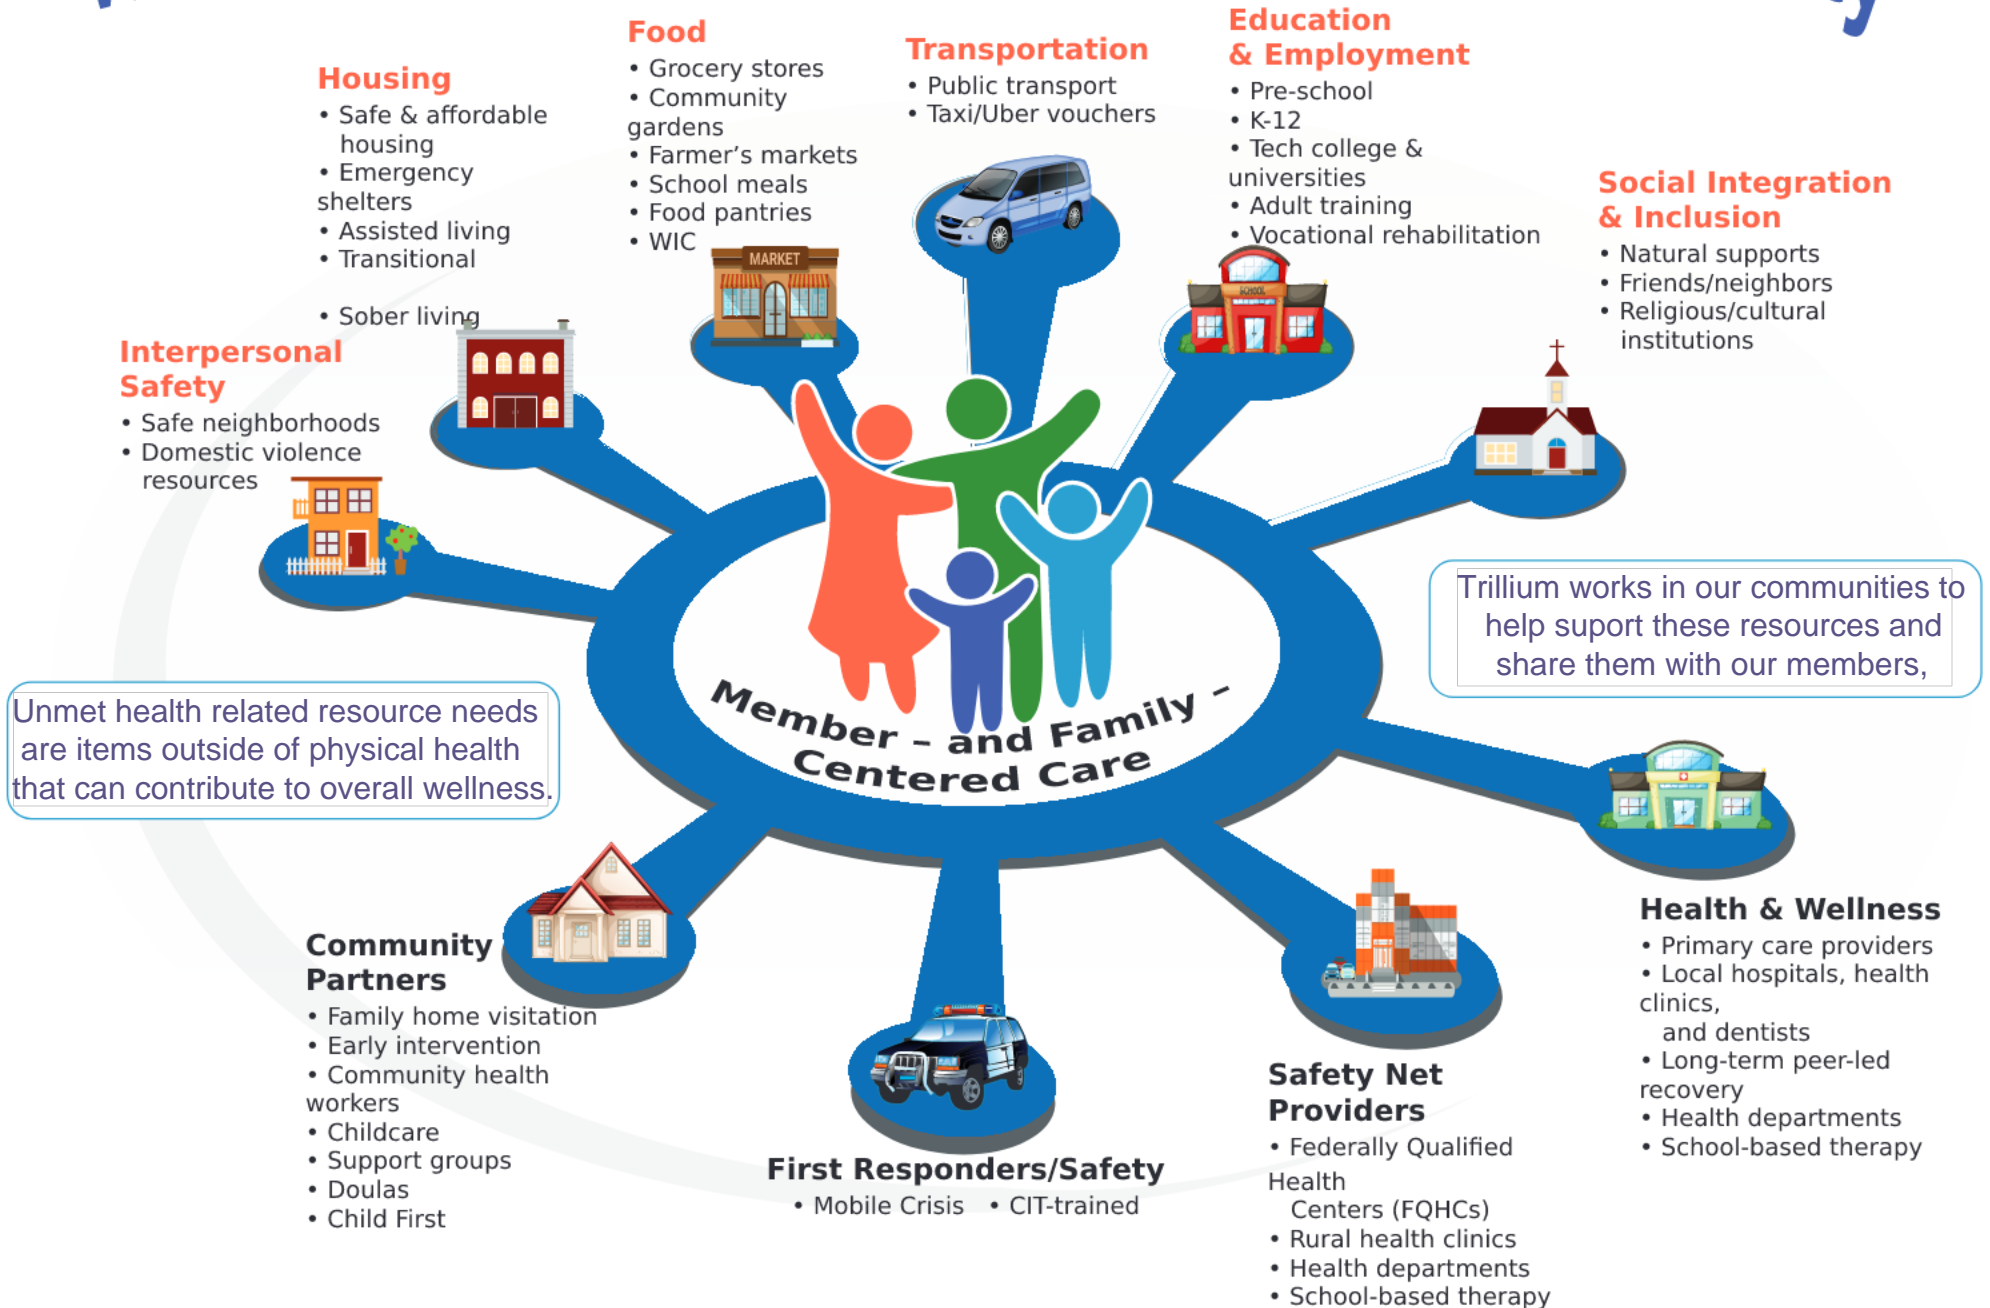 Food
• Grocery stores
• Community
gardens
• Farmer’s markets
• School meals
• Food pantries
• WIC
Transportation
• Public transport
• Taxi/Uber vouchers
Education
& Employment
• Pre-school
• K-12
• Tech college &
universities
• Adult training
• Vocational rehabilitation
Housing
• Safe & affordable
housing
• Emergency
shelters
• Assisted living
• Transitional
• Sober living
Social Integration
& Inclusion
• Natural supports
• Friends/neighbors
• Religious/cultural
institutions
Interpersonal
Safety
• Safe neighborhoods
• Domestic violence
resources
MARKET
SCHOOL
Trillium works in our communities to
help suport these resources and
share them with our members,
Unmet health related resource needs
are items outside of physical health
that can contribute to overall wellness.
Member – and Family –
Centered Care
Community
Partners
• Family home visitation
• Early intervention
• Community health
workers
• Childcare
• Support groups
• Doulas
• Child First
First Responders/Safety
• Mobile Crisis • CIT-trained
Safety Net
Providers
• Federally Qualified
Health
Centers (FQHCs)
• Rural health clinics
• Health departments
• School-based therapy
Health & Wellness
• Primary care providers
• Local hospitals, health
clinics,
and dentists
• Long-term peer-led
recovery
• Health departments
• School-based therapy